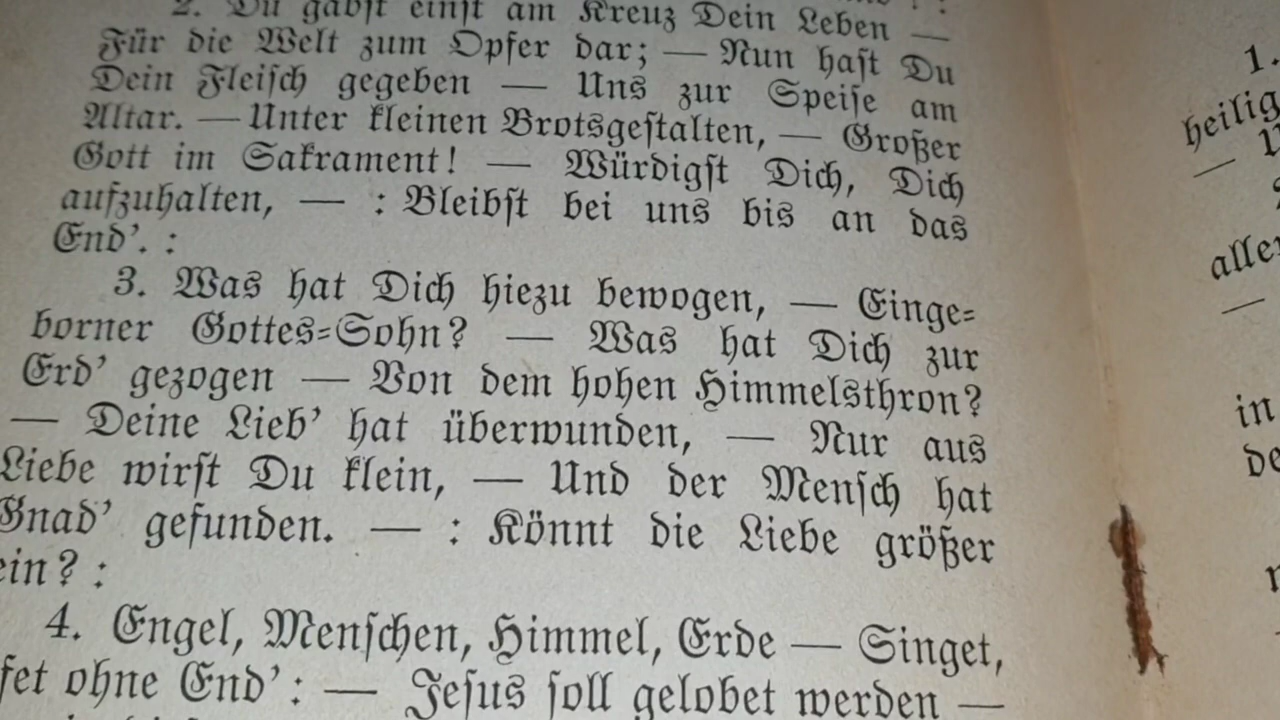 2. Du gabst einst am Kreuz Dein Leben —
Für die Welt zum Opfer dar; — Nun hast Du
Dein Fleisch gegeben — Uns zur Speise am
Altar. — Unter kleinen Brotsgestalten, — Großer
Gott im Sakrament! — Würdigst Dich, Dich
aufzuhalten, — : Bleibst bei uns bis an das
End'. :
3. Was hat Dich hiezu bewogen, — Einge=
borner Gottes=Sohn? — Was hat Dich zur
Erd' gezogen — Von dem hohen Himmelsthron?
— Deine Lieb' hat überwunden, — Nur aus
Liebe wirst Du klein, — Und der Mensch hat
Gnad' gefunden. — : Könnt die Liebe größer
ein? :
4. Engel, Menschen, Himmel, Erde — Singet,
fet ohne End': — Jesus soll gelobet werden —
1.
heilig
—
allen
—
in
de